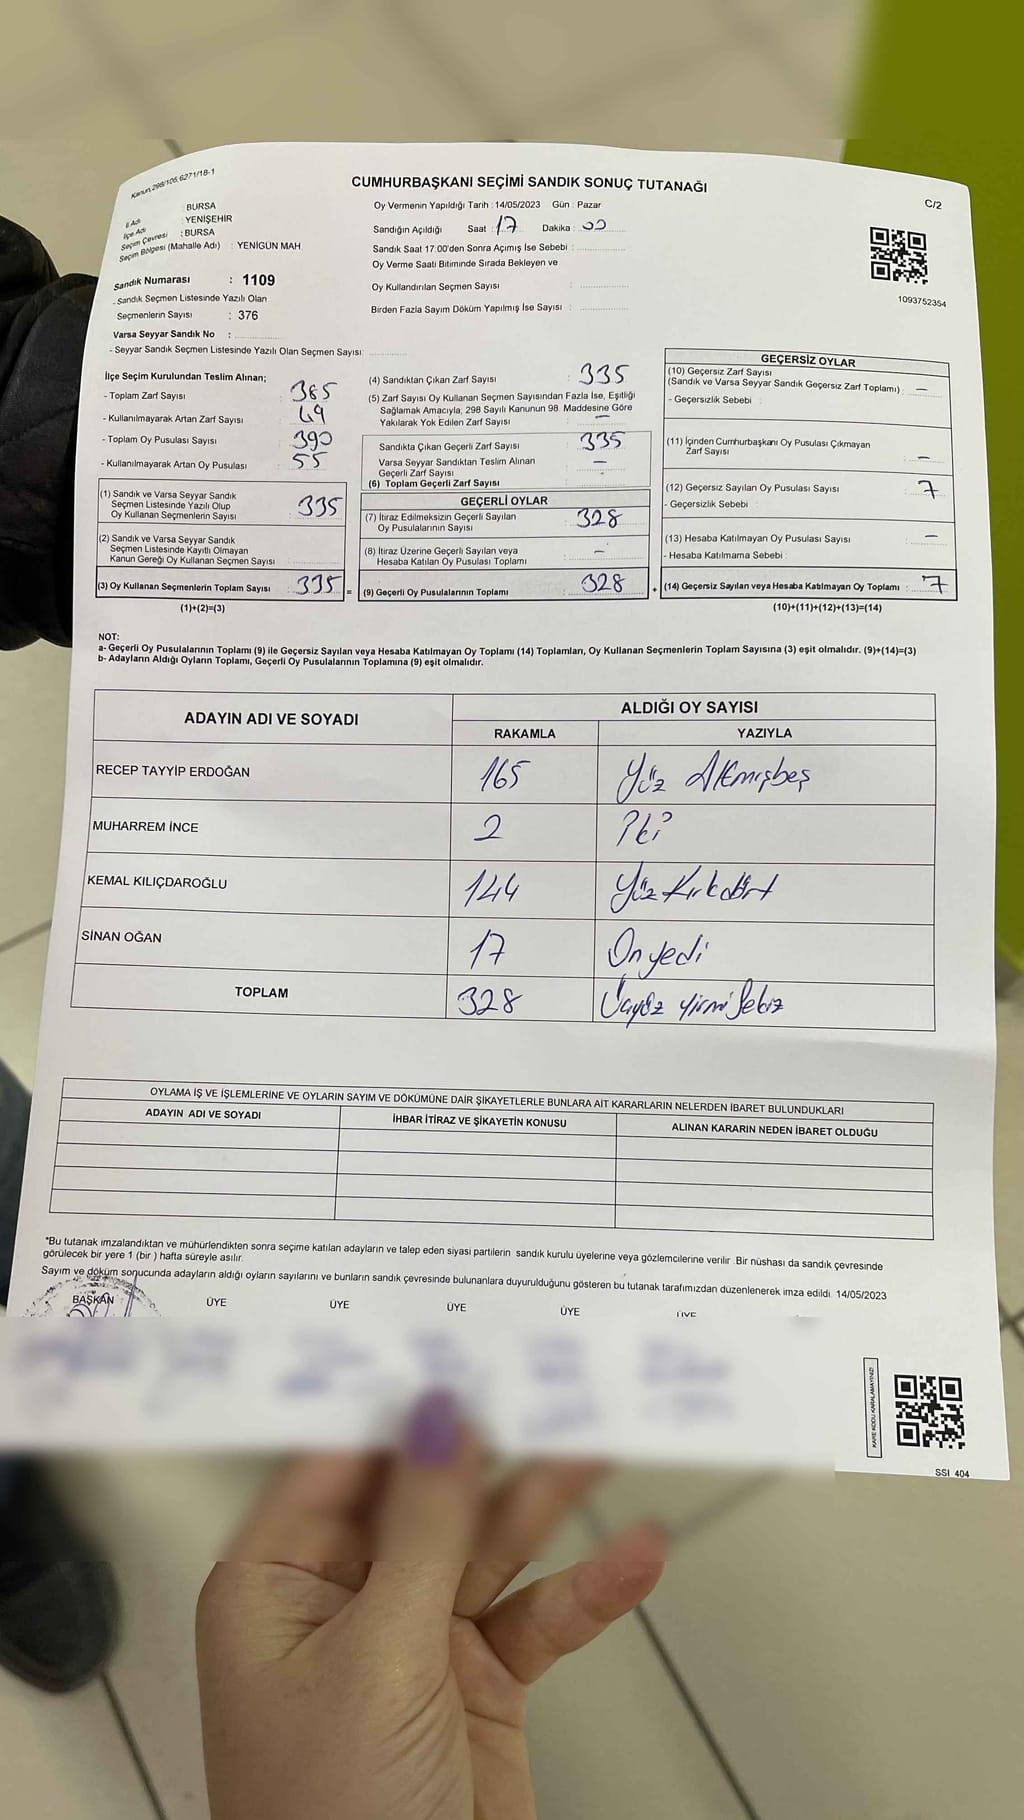 Kanun:298/105,6271/18-1
CUMHURBAŞKANI SEÇİMİ SANDIK SONUÇ TUTANAĞI
C/2
İl Adı : BURSA
İlçe Adı : YENİŞEHİR
Seçim Çevresi : BURSA
Seçim Bölgesi (Mahalle Adı) : YENİGÜN MAH.
Oy Vermenin Yapıldığı Tarih : 14/05/2023 Gün : Pazar
Sandığın Açıldığı Saat : 17 Dakika : 00
Sandık Saat 17.00'den Sonra Açımış İse Sebebi :
Oy Verme Saati Bitiminde Sırada Bekleyen ve
Oy Kullandırılan Seçmen Sayısı :
Birden Fazla Sayım Döküm Yapılmış İse Sayısı :
1093752354
Sandık Numarası : 1109
- Sandık Seçmen Listesinde Yazılı Olan
Seçmenlerin Sayısı : 376
Varsa Seyyar Sandık No :
- Seyyar Sandık Seçmen Listesinde Yazılı Olan Seçmen Sayısı:
İlçe Seçim Kurulundan Teslim Alınan;
- Toplam Zarf Sayısı : 385
- Kullanılmayarak Artan Zarf Sayısı : 49
- Toplam Oy Pusulası Sayısı : 390
- Kullanılmayarak Artan Oy Pusulası : 55
(1) Sandık ve Varsa Seyyar Sandık
Seçmen Listesinde Yazılı Olup
Oy Kullanan Seçmenlerin Sayısı : 335
(2) Sandık ve Varsa Seyyar Sandık
Seçmen Listesinde Kayıtlı Olmayan
Kanun Gereği Oy Kullanan Seçmen Sayısı :
(3) Oy Kullanan Seçmenlerin Toplam Sayısı : 335 =
(1)+(2)=(3)
(4) Sandıktan Çıkan Zarf Sayısı : 335
(5) Zarf Sayısı Oy Kullanan Seçmen Sayısından Fazla İse, Eşitliği
Sağlamak Amacıyla, 298 Sayılı Kanunun 98. Maddesine Göre
Yakılarak Yok Edilen Zarf Sayısı : —
Sandıkta Çıkan Geçerli Zarf Sayısı : 335
Varsa Seyyar Sandıktan Teslim Alınan
Geçerli Zarf Sayısı : —
(6) Toplam Geçerli Zarf Sayısı :
GEÇERLİ OYLAR
(7) İtiraz Edilmeksizin Geçerli Sayılan
Oy Pusulalarının Sayısı : 328
(8) İtiraz Üzerine Geçerli Sayılan veya
Hesaba Katılan Oy Pusulası Toplamı : —
(9) Geçerli Oy Pusulalarının Toplamı : 328 +
GEÇERSİZ OYLAR
(10) Geçersiz Zarf Sayısı
(Sandık ve Varsa Seyyar Sandık Geçersiz Zarf Toplamı) : —
- Geçersizlik Sebebi :
(11) İçinden Cumhurbaşkanı Oy Pusulası Çıkmayan
Zarf Sayısı : —
(12) Geçersiz Sayılan Oy Pusulası Sayısı : 7
- Geçersizlik Sebebi :
(13) Hesaba Katılmayan Oy Pusulası Sayısı : —
- Hesaba Katılmama Sebebi :
(14) Geçersiz Sayılan veya Hesaba Katılmayan Oy Toplamı : 7
(10)+(11)+(12)+(13)=(14)
NOT:
a- Geçerli Oy Pusulalarının Toplamı (9) ile Geçersiz Sayılan veya Hesaba Katılmayan Oy Toplamı (14) Toplamları, Oy Kullanan Seçmenlerin Toplam Sayısına (3) eşit olmalıdır. (9)+(14)=(3)
b- Adayların Aldığı Oyların Toplamı, Geçerli Oy Pusulalarının Toplamına (9) eşit olmalıdır.
ADAYIN ADI VE SOYADI ALDIĞI OY SAYISI
RAKAMLA YAZIYLA
RECEP TAYYİP ERDOĞAN 165 Yüz Altmışbeş
MUHARREM İNCE 2 İki
KEMAL KILIÇDAROĞLU 144 Yüz Kırkdört
SİNAN OĞAN 17 Onyedi
TOPLAM 328 Üçyüz yirmi Sekiz
OYLAMA İŞ VE İŞLEMLERİNE VE OYLARIN SAYIM VE DÖKÜMÜNE DAİR ŞİKAYETLERLE BUNLARA AİT KARARLARIN NELERDEN İBARET BULUNDUKLARI
ADAYIN ADI VE SOYADI İHBAR İTİRAZ VE ŞİKAYETİN KONUSU ALINAN KARARIN NEDEN İBARET OLDUĞU
*Bu tutanak imzalandıktan ve mühürlendikten sonra seçime katılan adayların ve talep eden siyasi partilerin sandık kurulu üyelerine veya gözlemcilerine verilir. Bir nüshası da sandık çevresinde
görülecek bir yere 1 (bir ) hafta süreyle asılır.
Sayım ve döküm sonucunda adayların aldığı oyların sayılarını ve bunların sandık çevresinde bulunanlara duyurulduğunu gösteren bu tutanak tarafımızdan düzenlenerek imza edildi. 14/05/2023
BAŞKAN ÜYE ÜYE ÜYE ÜYE ÜYE
KARE KODU KARALAMAYINIZ!
SSİ 404